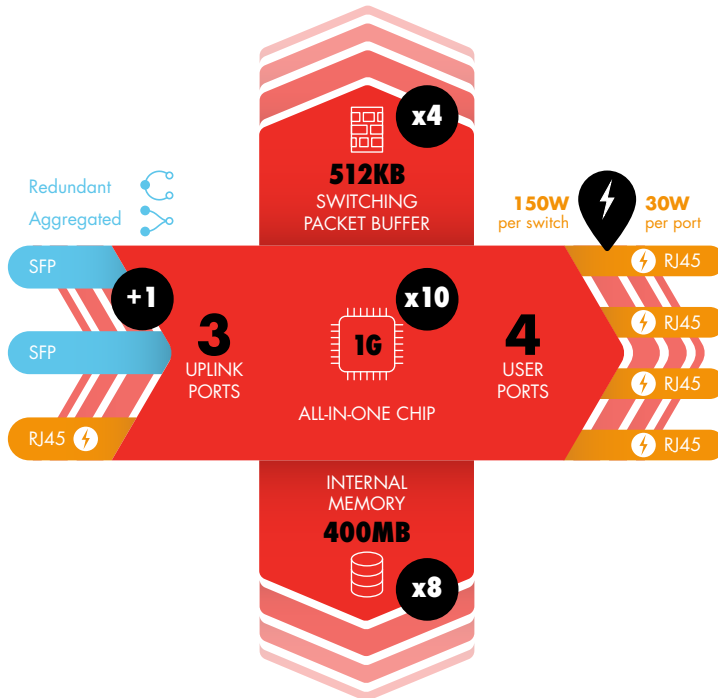 x4
512KB
SWITCHING
PACKET BUFFER
Redundant
Aggregated
150W
per switch
30W
per port
SFP
SFP
RJ45
+1
3
UPLINK
PORTS
x10
1G
ALL-IN-ONE CHIP
4
USER
PORTS
RJ45
RJ45
RJ45
RJ45
INTERNAL
MEMORY
400MB
x8